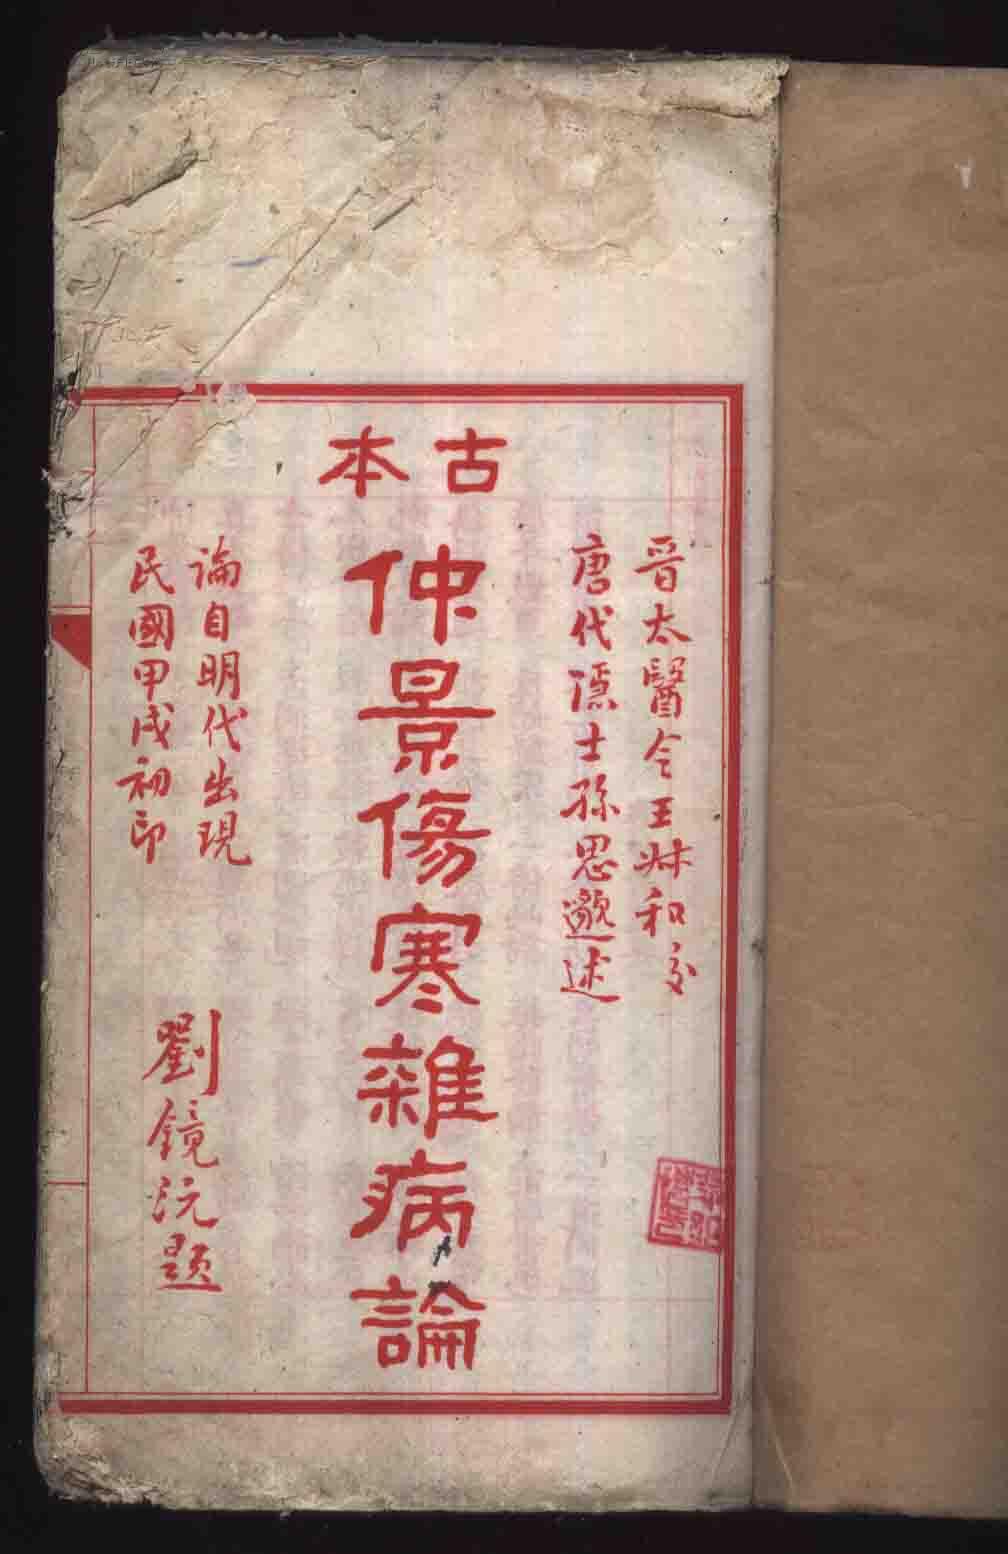 古本
晋太醫令王叔和文
唐代隱士孫思邈述
仲景傷寒雜病論
論自明代出現
民國甲戌初印
劉鏡沅題